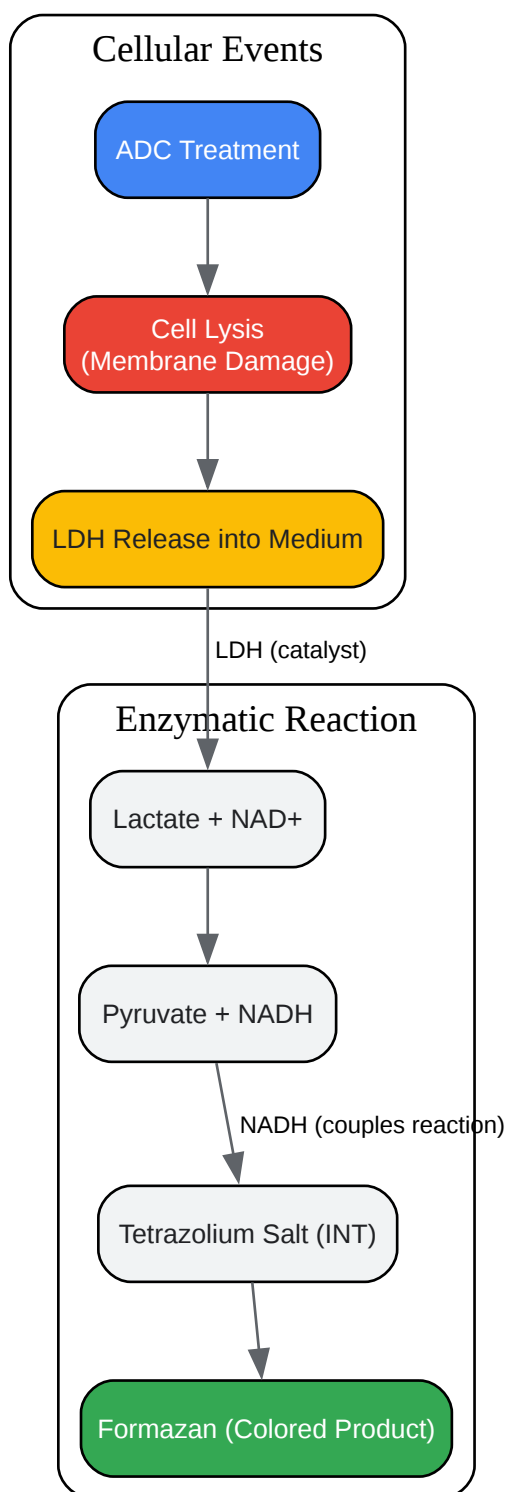 Cellular Events
ADC Treatment
Cell Lysis
(Membrane Damage)
LDH Release into Medium
LDH (catalyst)
Enzymatic Reaction
Lactate + NAD+
Pyruvate + NADH
NADH (couples reaction)
Tetrazolium Salt (INT)
Formazan (Colored Product)